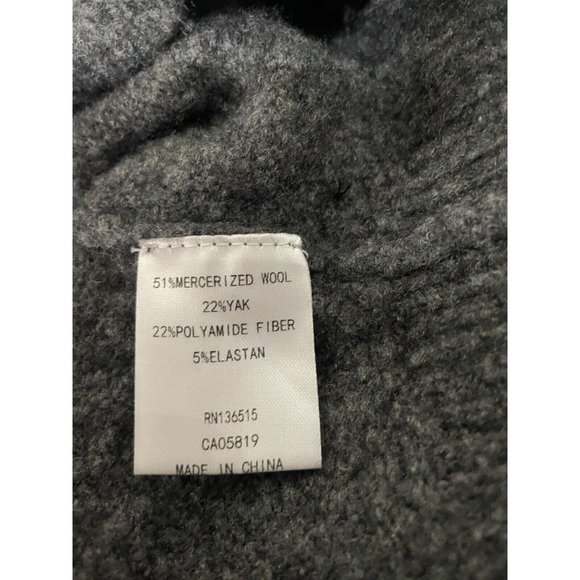 51%MERCERIZED WOOL
22%YAK
22%POLYAMIDE FIBER
5%ELASTAN
RN136515
CA05819
MADE IN CHINA